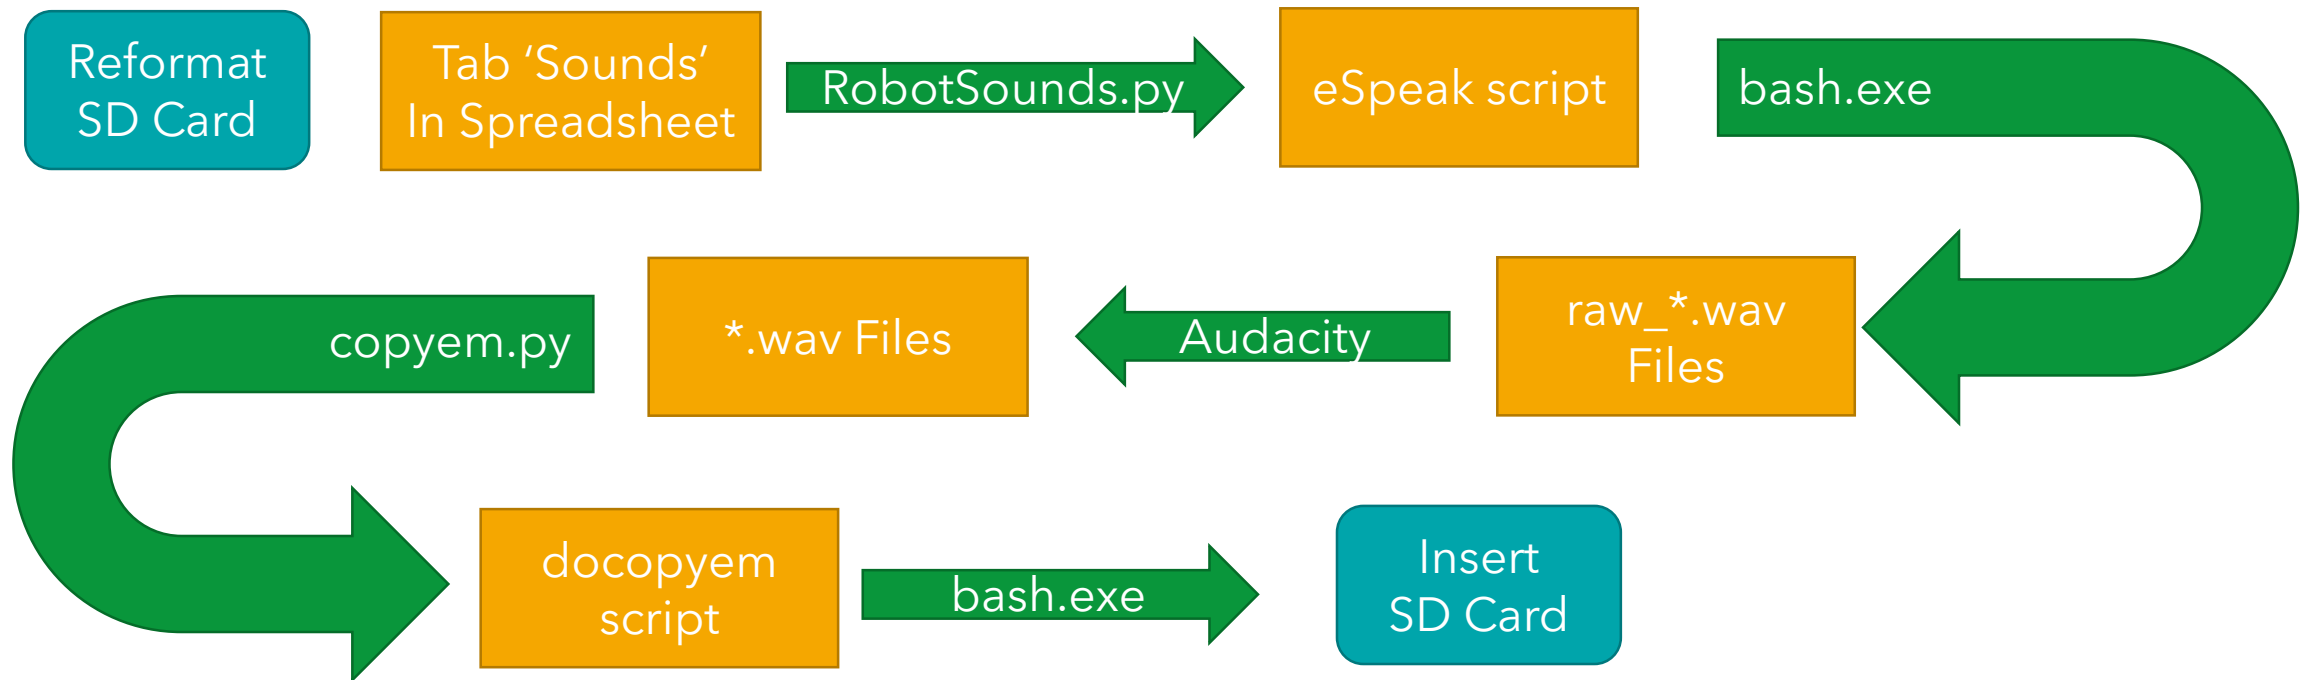 Reformat
SD Card
Tab ‘Sounds’
In Spreadsheet
RobotSounds.py
eSpeak script
bash.exe
raw_*.wav
Files
Audacity
*.wav Files
copyem.py
docopyem
script
bash.exe
Insert
SD Card